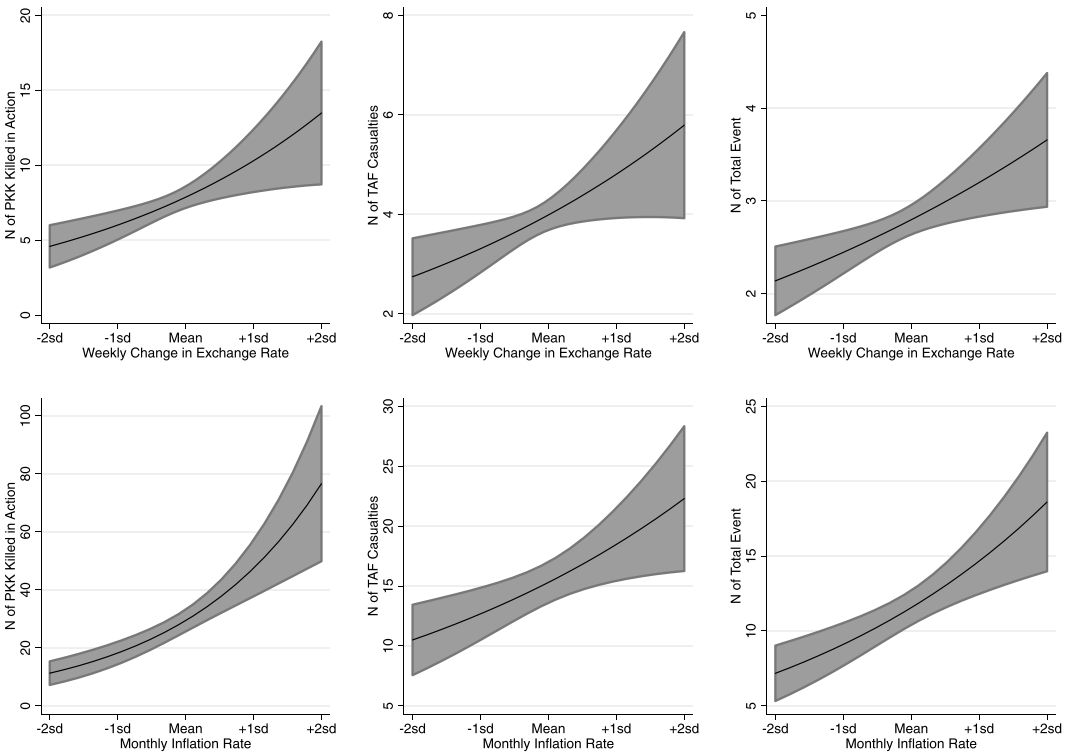 N of PKK Killed in Action
20
15
10
5
0
-2sd -1sd Mean +1sd +2sd
Weekly Change in Exchange Rate
N of TAF Casualties
8
6
4
2
-2sd -1sd Mean +1sd +2sd
Weekly Change in Exchange Rate
N of Total Event
5
4
3
2
-2sd -1sd Mean +1sd +2sd
Weekly Change in Exchange Rate
N of PKK Killed in Action
100
80
60
40
20
0
-2sd -1sd Mean +1sd +2sd
Monthly Inflation Rate
N of TAF Casualties
30
25
20
15
10
5
-2sd -1sd Mean +1sd +2sd
Monthly Inflation Rate
N of Total Event
25
20
15
10
5
-2sd -1sd Mean +1sd +2sd
Monthly Inflation Rate